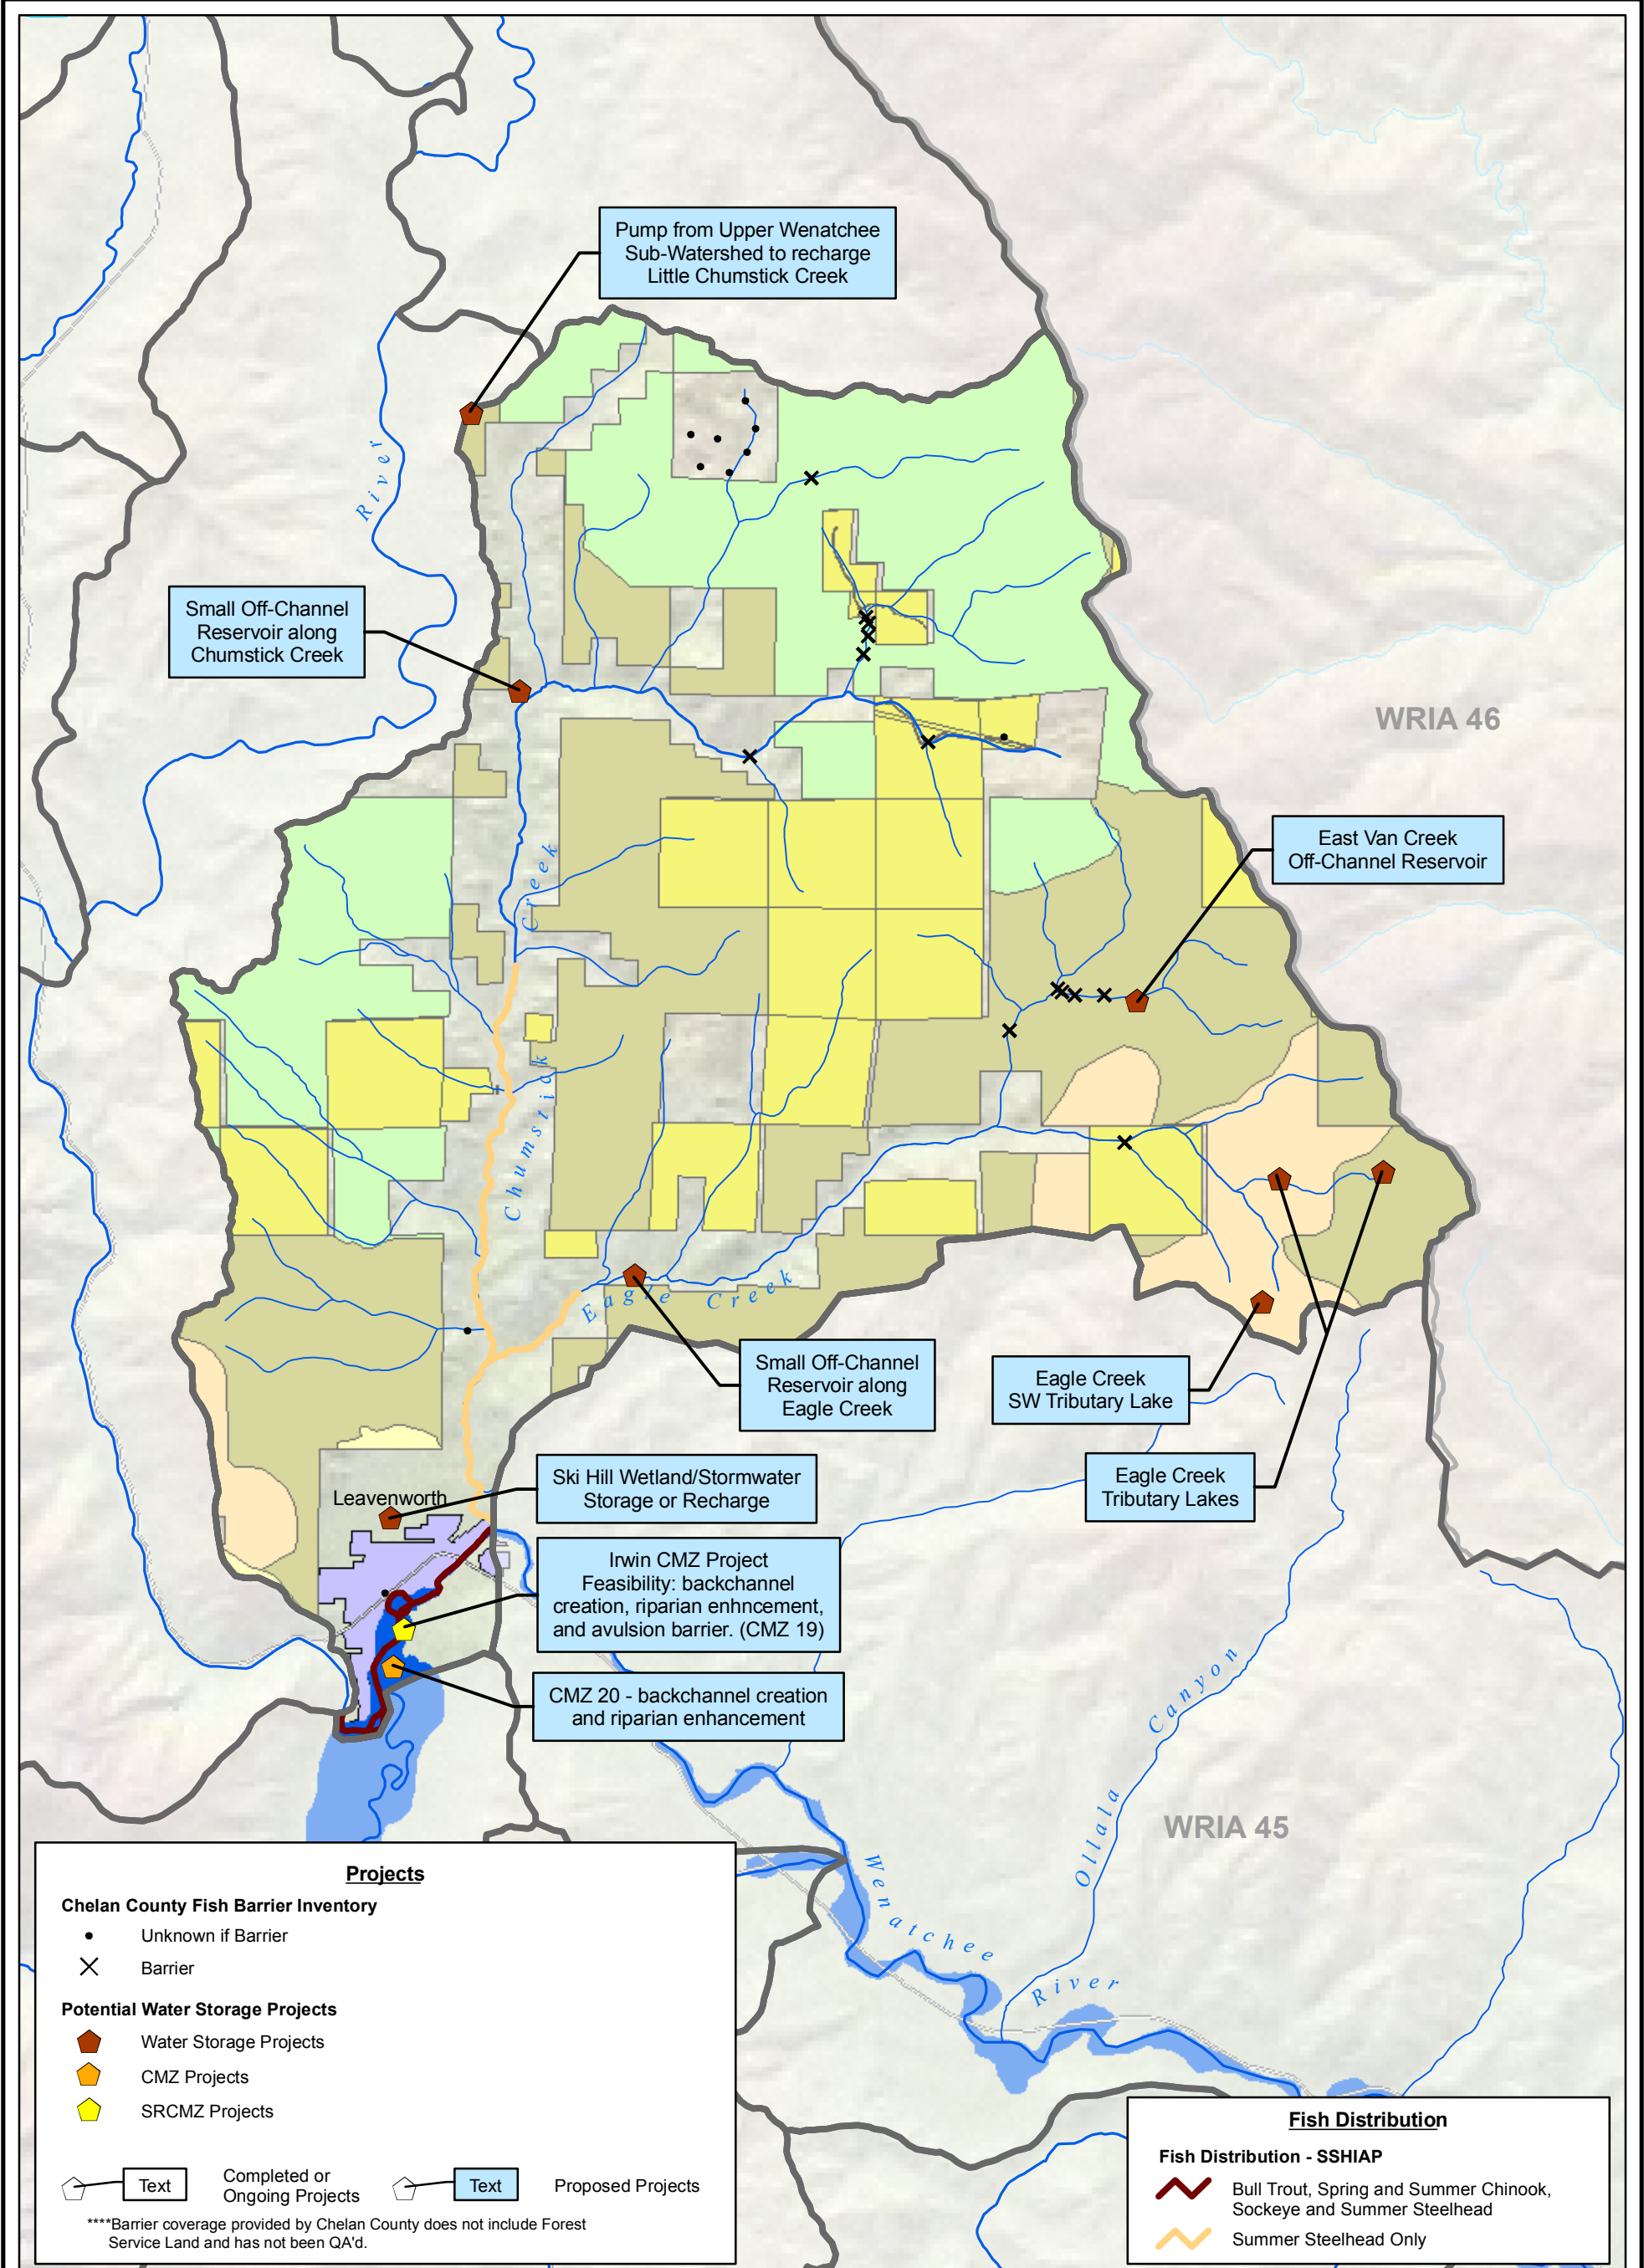 Pump from Upper Wenatchee
Sub-Watershed to recharge
Little Chumstick Creek
River
Small Off-Channel
Reservoir along
Chumstick Creek
WRIA 46
East Van Creek
Off-Channel Reservoir
Chumstick Creek
Eagle Creek
Small Off-Channel
Reservoir along
Eagle Creek
Eagle Creek
SW Tributary Lake
Eagle Creek
Tributary Lakes
Leavenworth
Ski Hill Wetland/Stormwater
Storage or Recharge
Irwin CMZ Project
Feasibility: backchannel
creation, riparian enhncement,
and avulsion barrier. (CMZ 19)
CMZ 20 - backchannel creation
and riparian enhancement
Ollala Canyon
WRIA 45
Wenatchee River
Projects
Chelan County Fish Barrier Inventory
Unknown if Barrier
Barrier
Potential Water Storage Projects
Water Storage Projects
CMZ Projects
SRCMZ Projects
Text
Completed or
Ongoing Projects
Text
Proposed Projects
****Barrier coverage provided by Chelan County does not include Forest
Service Land and has not been QA'd.
Fish Distribution
Fish Distribution - SSHIAP
Bull Trout, Spring and Summer Chinook,
Sockeye and Summer Steelhead
Summer Steelhead Only